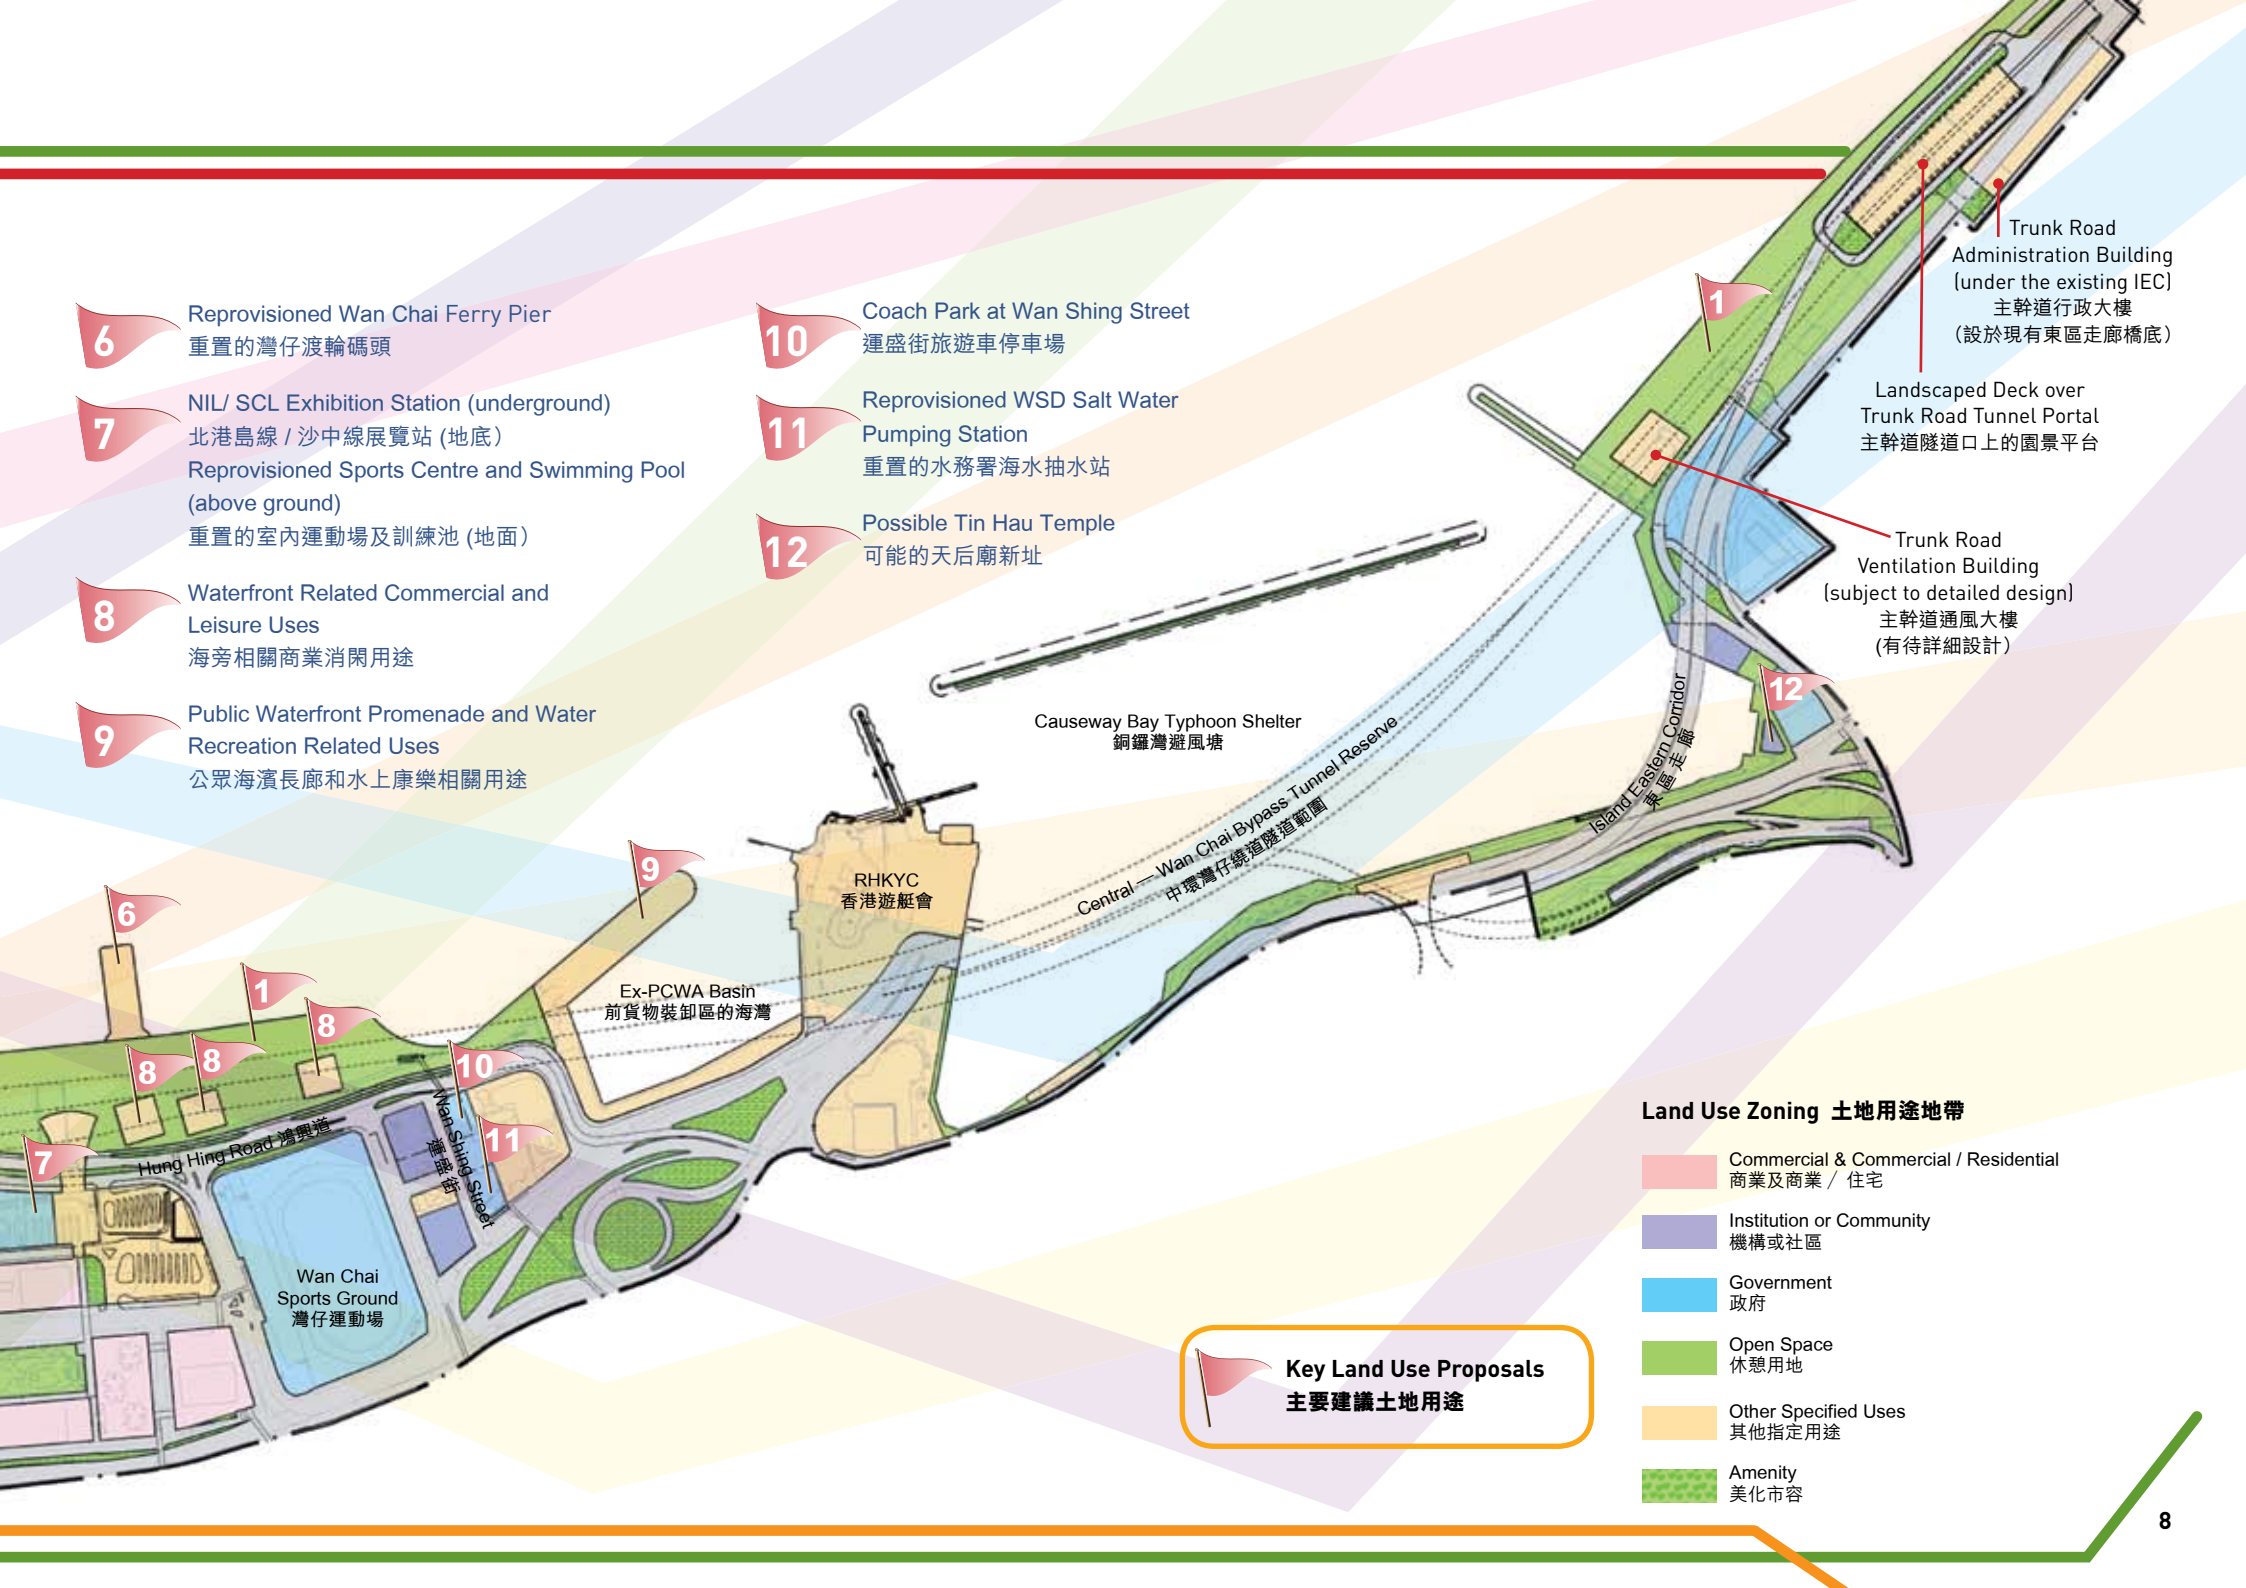 6
Reprovisioned Wan Chai Ferry Pier
重置的灣仔渡輪碼頭
7
NIL/ SCL Exhibition Station (underground)
北港島線 / 沙中線展覽站 (地底）
Reprovisioned Sports Centre and Swimming Pool
(above ground)
重置的室內運動場及訓練池 (地面）
8
Waterfront Related Commercial and
Leisure Uses
海旁相關商業消閑用途
9
Public Waterfront Promenade and Water
Recreation Related Uses
公眾海濱長廊和水上康樂相關用途
10
Coach Park at Wan Shing Street
運盛街旅遊車停車場
11
Reprovisioned WSD Salt Water
Pumping Station
重置的水務署海水抽水站
12
Possible Tin Hau Temple
可能的天后廟新址
1
Trunk Road
Administration Building
(under the existing IEC)
主幹道行政大樓
（設於現有東區走廊橋底）
Landscaped Deck over
Trunk Road Tunnel Portal
主幹道隧道口上的園景平台
Trunk Road
Ventilation Building
(subject to detailed design)
主幹道通風大樓
(有待詳細設計）
12
Causeway Bay Typhoon Shelter
銅鑼灣避風塘
Central — Wan Chai Bypass Tunnel Reserve
中環灣仔繞道隧道範圍
Island Eastern Corridor
東區走廊
9
RHKYC
香港遊艇會
6
1
8
8
8
Ex-PCWA Basin
前貨物裝卸區的海灣
10
11
7
Hung Hing Road 鴻興道
Wan Shing Street
運盛街
Wan Chai
Sports Ground
灣仔運動場
Key Land Use Proposals
主要建議土地用途
Land Use Zoning 土地用途地帶
Commercial & Commercial / Residential
商業及商業 / 住宅
Institution or Community
機構或社區
Government
政府
Open Space
休憩用地
Other Specified Uses
其他指定用途
Amenity
美化市容
8